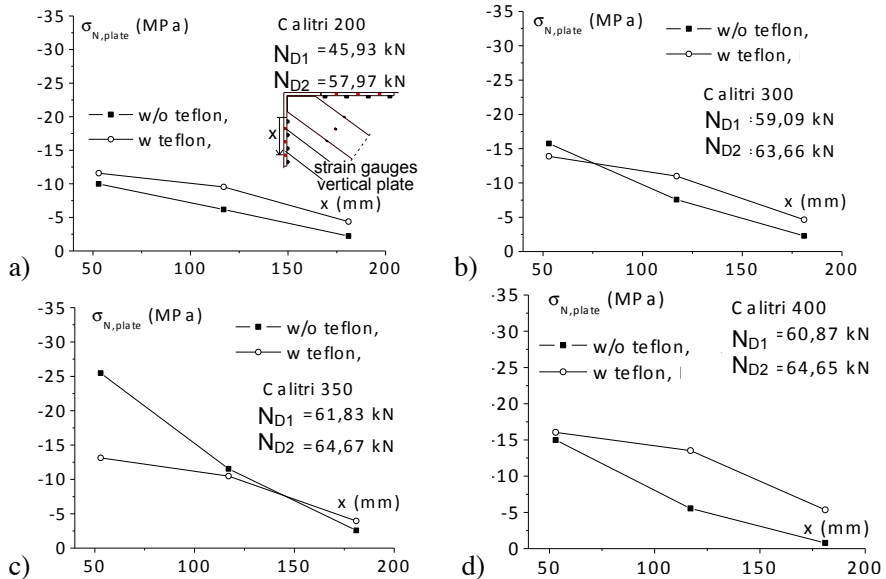 -35
-30
-25
-20
-15
-10
-5
0
σN,plate (MPa)
Calitri 200
ND1 =45,93 kN
ND2 =57,97 kN
w/o teflon,
w teflon,
x
strain gauges
vertical plate
x (mm)
50 100 150 200
a)
-35
-30
-25
-20
-15
-10
-5
0
σN,plate (MPa)
w/o teflon,
w teflon,
Calitri 300
ND1 =59,09 kN
ND2 =63,66 kN
x (mm)
50 100 150 200
b)
-35
-30
-25
-20
-15
-10
-5
0
σN,plate (MPa)
w/o teflon,
w teflon,
Calitri 350
ND1 =61,83 kN
ND2 =64,67 kN
x (mm)
50 100 150 200
c)
-35
-30
-25
-20
-15
-10
-5
0
σN,plate (MPa)
Calitri 400
ND1 =60,87 kN
ND2 =64,65 kN
w/o teflon,
w teflon,
x (mm)
50 100 150 200
d)